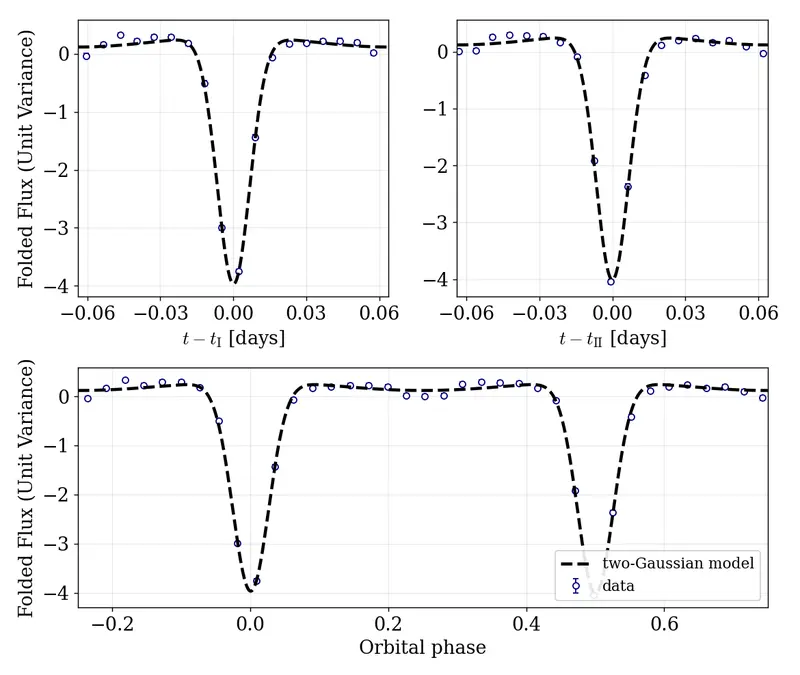 Folded Flux (Unit Variance)
0
−1
−2
−3
−4
−0.06 −0.03 0.00 0.03 0.06
t − t_I [days]
0
−1
−2
−3
−4
−0.06 −0.03 0.00 0.03 0.06
t − t_II [days]
Folded Flux (Unit Variance)
0
−1
−2
−3
−4
two-Gaussian model
data
−0.2 0.0 0.2 0.4 0.6
Orbital phase